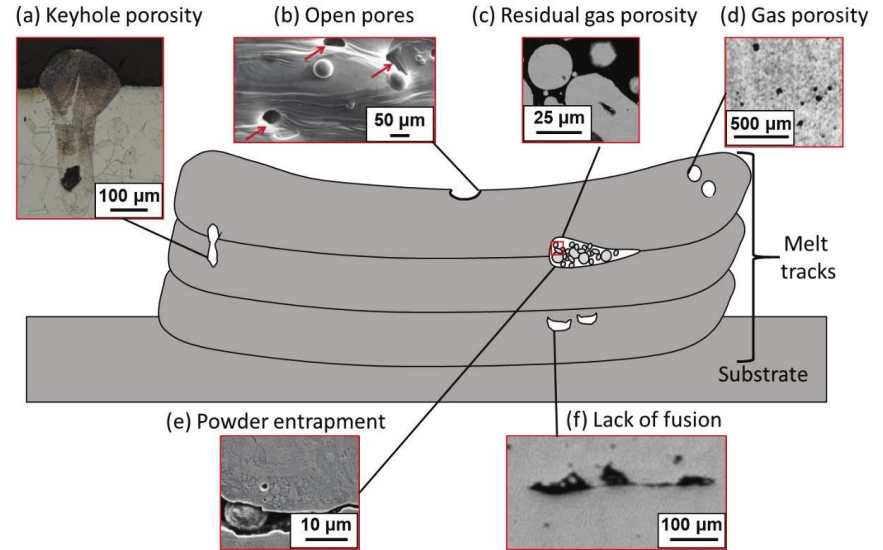 (a) Keyhole porosity
(b) Open pores
(c) Residual gas porosity
(d) Gas porosity
100 µm
50 µm
25 µm
500 µm
Melt
tracks
Substrate
(e) Powder entrapment
(f) Lack of fusion
10 µm
100 µm